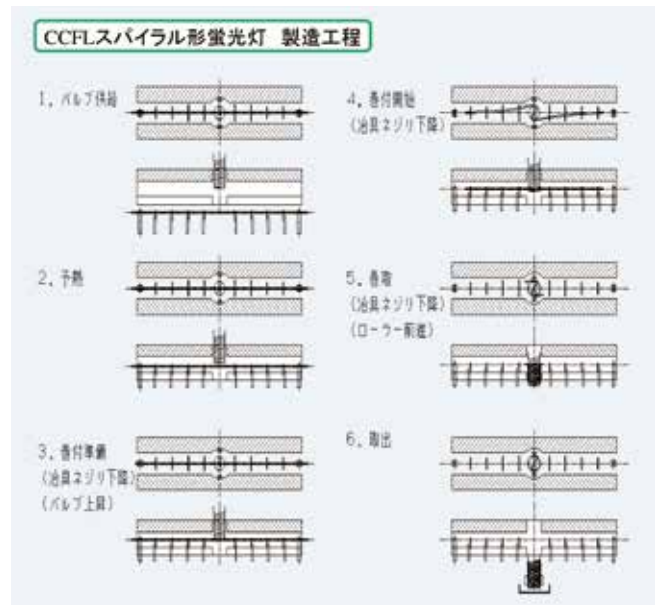 CCFLスパイラル形蛍光灯 製造工程
1. バルブ供給
2. 予熱
3. 巻付準備
(治具ネジリ下降)
(バルブ上昇)
4. 巻付開始
(治具ネジリ下降)
5. 巻取
(治具ネジリ下降)
(ローラー前進)
6. 取出